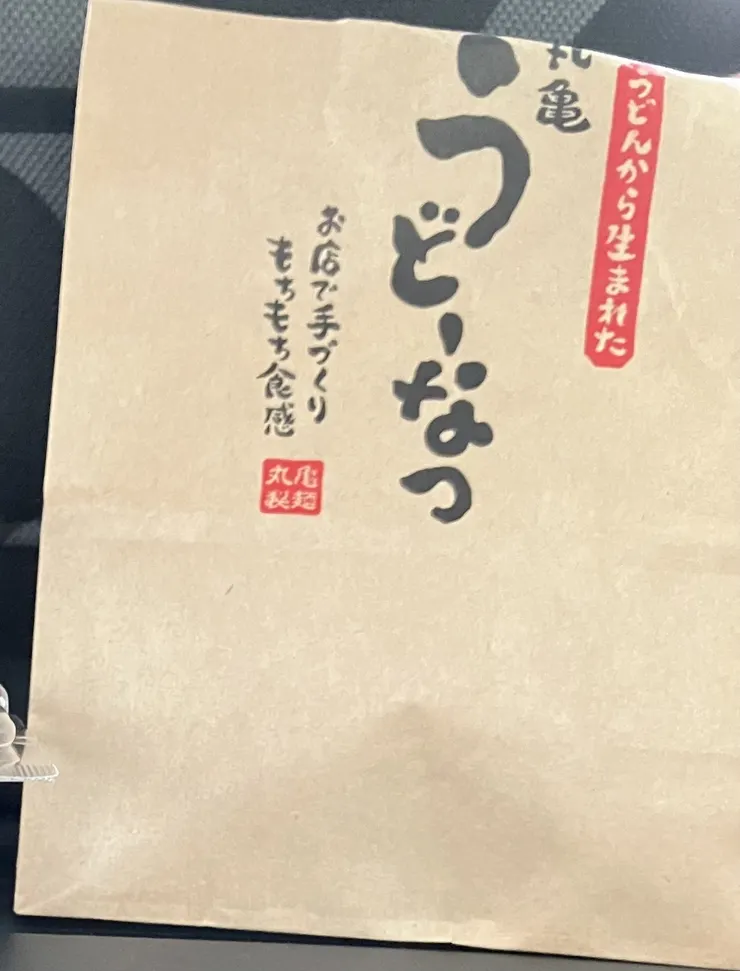 うどんから生まれた
丸亀
うどーなつ
お店で手づくり
もちもち食感
丸亀
製麺